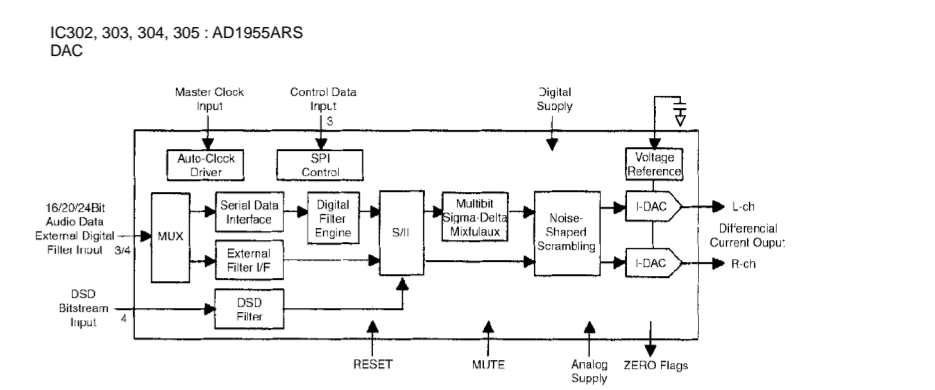 IC302, 303, 304, 305 : AD1955ARS
DAC
Master Clock
Input
Control Data
Input
3
Digital
Supply
Auto-Clock
Driver
SPI
Control
Voltage
Reference
16/20/24Bit
Audio Data
External Digital
Filter Input
3/4
MUX
Serial Data
Interface
Digital
Filter
Engine
S/II
Multibit
Sigma-Delta
Mixfulaux
Noise-
Shaped
Scrambling
I-DAC
L-ch
External
Filter I/F
I-DAC
Differencial
Current Ouput
R-ch
DSD
Bitstream
Input
4
DSD
Filter
RESET
MUTE
Analog
Supply
ZERO Flags